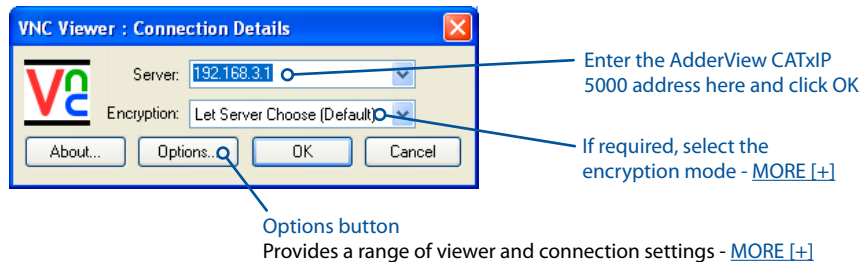 VNC Viewer : Connection Details
VNC
Server: 192.168.3.1
Enter the AdderView CATxIP
5000 address here and click OK
Encryption: Let Server Choose (Default)
About... Options... OK Cancel
If required, select the
encryption mode - MORE [+]
Options button
Provides a range of viewer and connection settings - MORE [+]